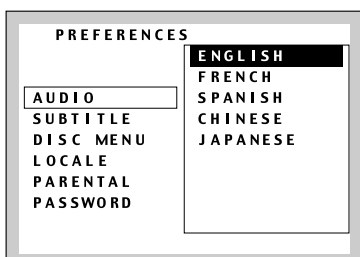 PREFERENCES
ENGLISH
FRENCH
SPANISH
CHINESE
JAPANESE
AUDIO
SUBTITLE
DISC MENU
LOCALE
PARENTAL
PASSWORD